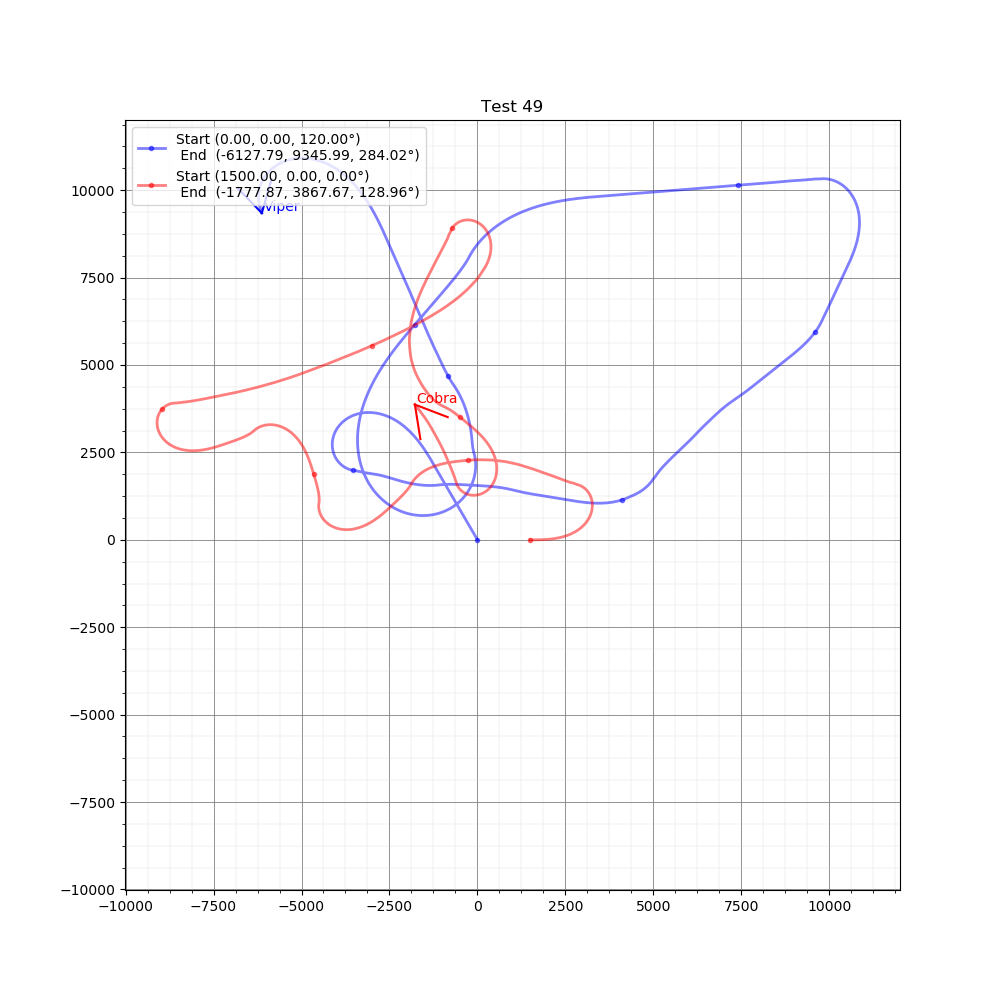 Test 49
Start (0.00, 0.00, 120.00°)
End (-6127.79, 9345.99, 284.02°)
Start (1500.00, 0.00, 0.00°)
End (-1777.87, 3867.67, 128.96°)
Viper
Cobra
10000
7500
5000
2500
0
−2500
−5000
−7500
−10000
−10000 −7500 −5000 −2500 0 2500 5000 7500 10000